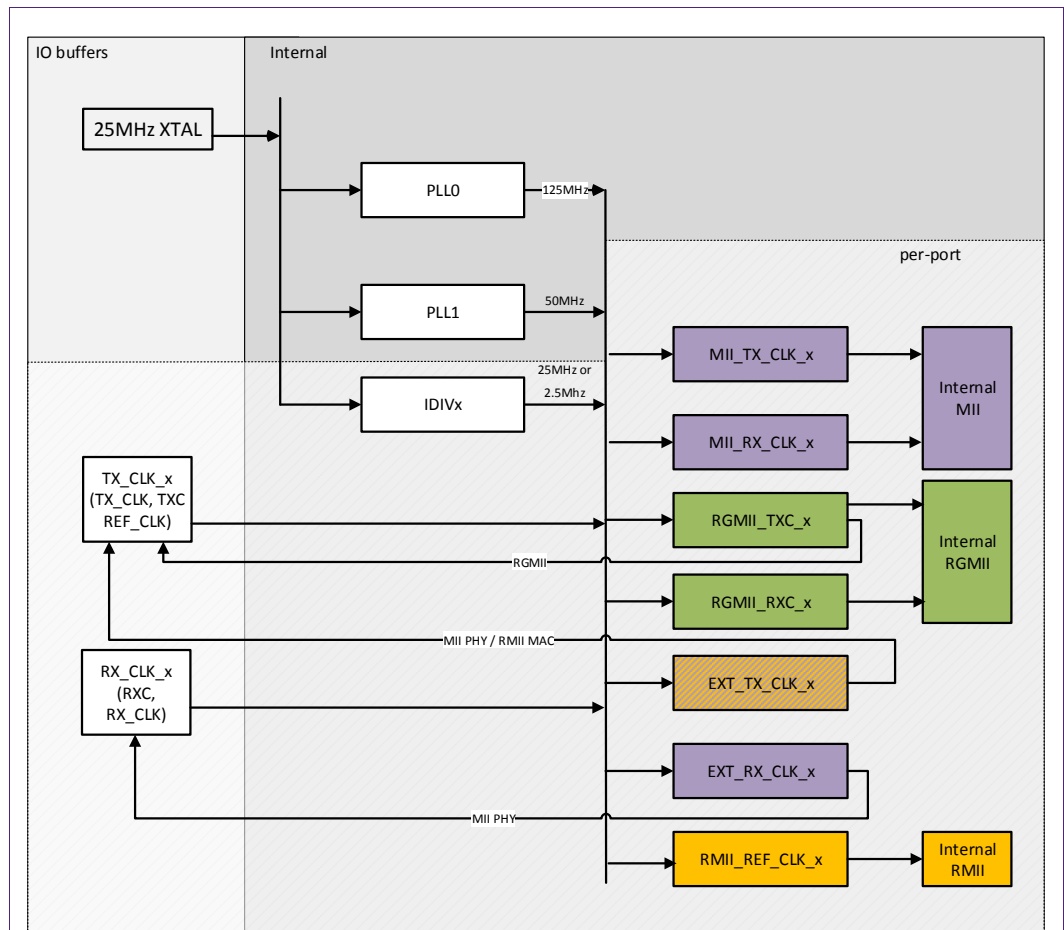 IO buffers
Internal
25MHz XTAL
PLL0
125MHz
per-port
PLL1
50MHz
MII_TX_CLK_x
Internal
MII
25MHz or
2.5Mhz
IDIVx
MII_RX_CLK_x
TX_CLK_x
(TX_CLK, TXC
REF_CLK)
RGMII_TXC_x
Internal
RGMII
RGMII
RGMII_RXC_x
MII PHY / RMII MAC
RX_CLK_x
(RXC,
RX_CLK)
EXT_TX_CLK_x
EXT_RX_CLK_x
MII PHY
RMII_REF_CLK_x
Internal
RMII